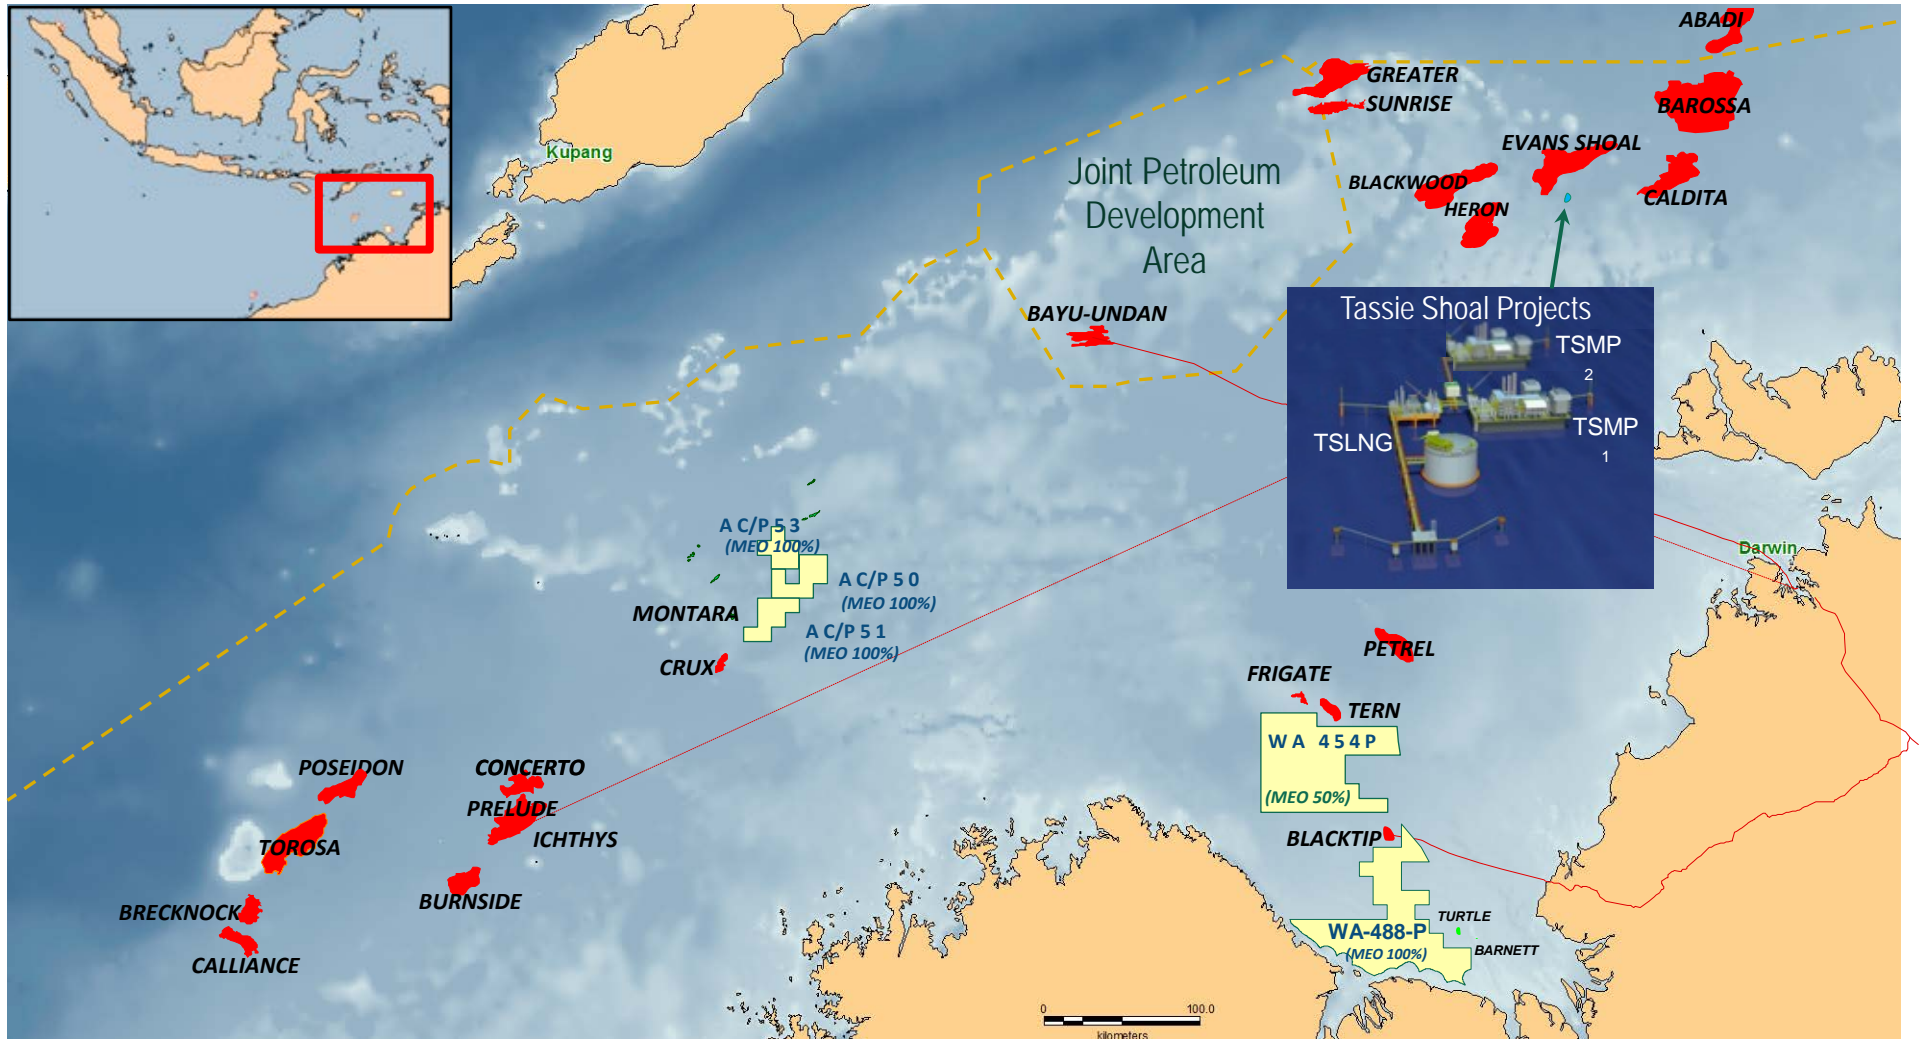 ABADI
GREATER
SUNRISE
BAROSSA
EVANS SHOAL
Kupang
Joint Petroleum
Development
Area
BLACKWOOD
HERON
CALDITA
BAYU-UNDAN
Tassie Shoal Projects
TSMP
2
TSMP
1
TSLNG
Darwin
A C/P 5 3
(MEO 100%)
A C/P 5 0
(MEO 100%)
MONTARA
A C/P 5 1
(MEO 100%)
CRUX
PETREL
FRIGATE
TERN
W A 4 5 4 P
(MEO 50%)
POSEIDON
CONCERTO
PRELUDE
ICHTHYS
TOROSA
BLACKTIP
BURNSIDE
BRECKNOCK
CALLIANCE
TURTLE
WA-488-P
(MEO 100%)
BARNETT
0 100.0
kilometers